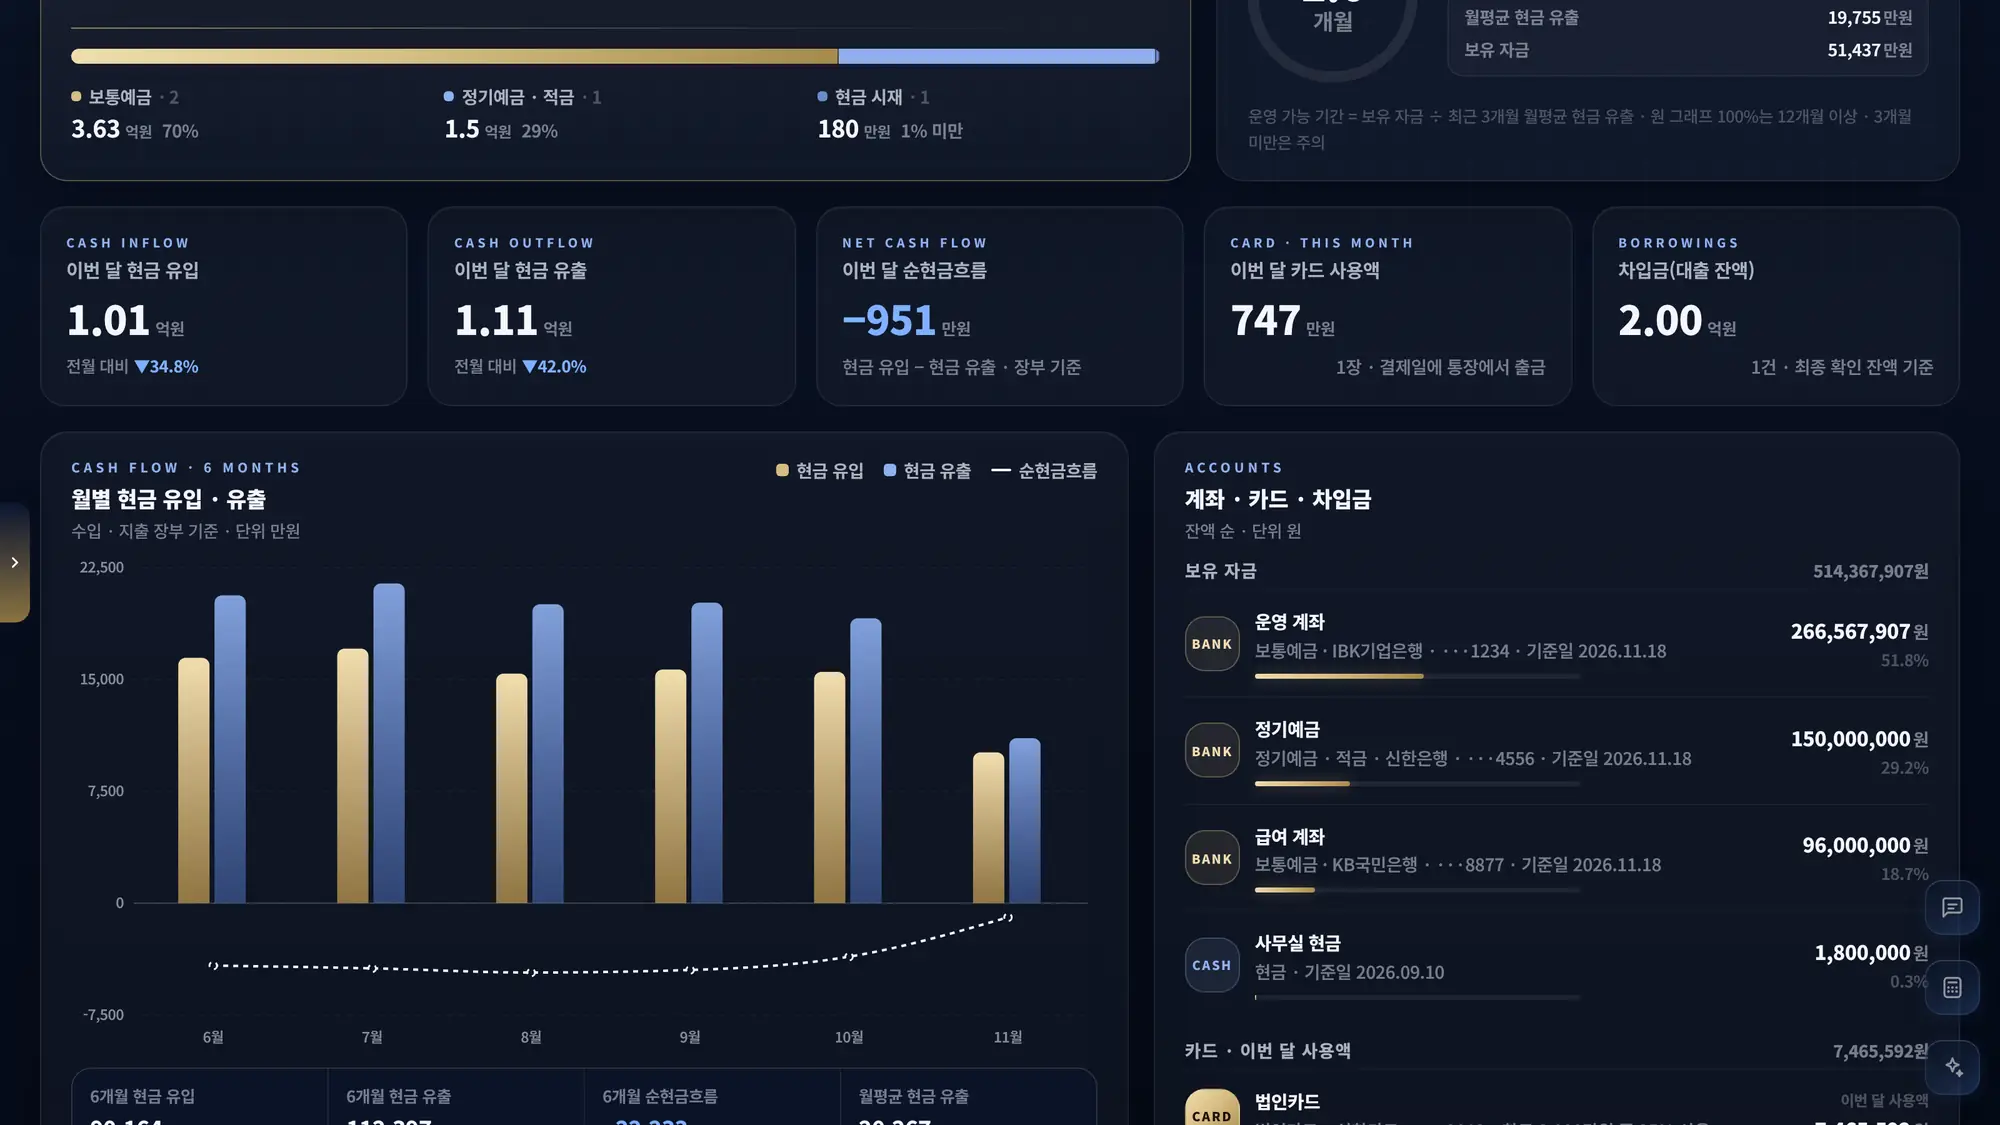 개월
월평균 현금 유출 19,755만원
보유 자금 51,437만원
보통예금 · 2
3.63 억원 70%
정기예금 · 적금 · 1
1.5 억원 29%
현금 시재 · 1
180 만원 1% 미만
운영 가능 기간 = 보유 자금 ÷ 최근 3개월 월평균 현금 유출 · 원 그래프 100%는 12개월 이상 · 3개월
미만은 주의
CASH INFLOW
이번 달 현금 유입
1.01 억원
전월 대비 ▼34.8%
CASH OUTFLOW
이번 달 현금 유출
1.11 억원
전월 대비 ▼42.0%
NET CASH FLOW
이번 달 순현금흐름
−951 만원
현금 유입 − 현금 유출 · 장부 기준
CARD · THIS MONTH
이번 달 카드 사용액
747 만원
1장 · 결제일에 통장에서 출금
BORROWINGS
차입금(대출 잔액)
2.00 억원
1건 · 최종 확인 잔액 기준
CASH FLOW · 6 MONTHS
월별 현금 유입 · 유출
수입 · 지출 장부 기준 · 단위 만원
현금 유입 현금 유출 순현금흐름
22,500
15,000
7,500
0
-7,500
6월 7월 8월 9월 10월 11월
6개월 현금 유입
6개월 현금 유출
6개월 순현금흐름
월평균 현금 유출
ACCOUNTS
계좌 · 카드 · 차입금
잔액 순 · 단위 원
보유 자금 514,367,907원
BANK
운영 계좌
보통예금 · IBK기업은행 · ····1234 · 기준일 2026.11.18
266,567,907원
51.8%
BANK
정기예금
정기예금 · 적금 · 신한은행 · ····4556 · 기준일 2026.11.18
150,000,000원
29.2%
BANK
급여 계좌
보통예금 · KB국민은행 · ····8877 · 기준일 2026.11.18
96,000,000원
18.7%
CASH
사무실 현금
현금 · 기준일 2026.09.10
1,800,000원
0.3%
카드 · 이번 달 사용액 7,465,592원
CARD
법인카드
이번 달 사용액